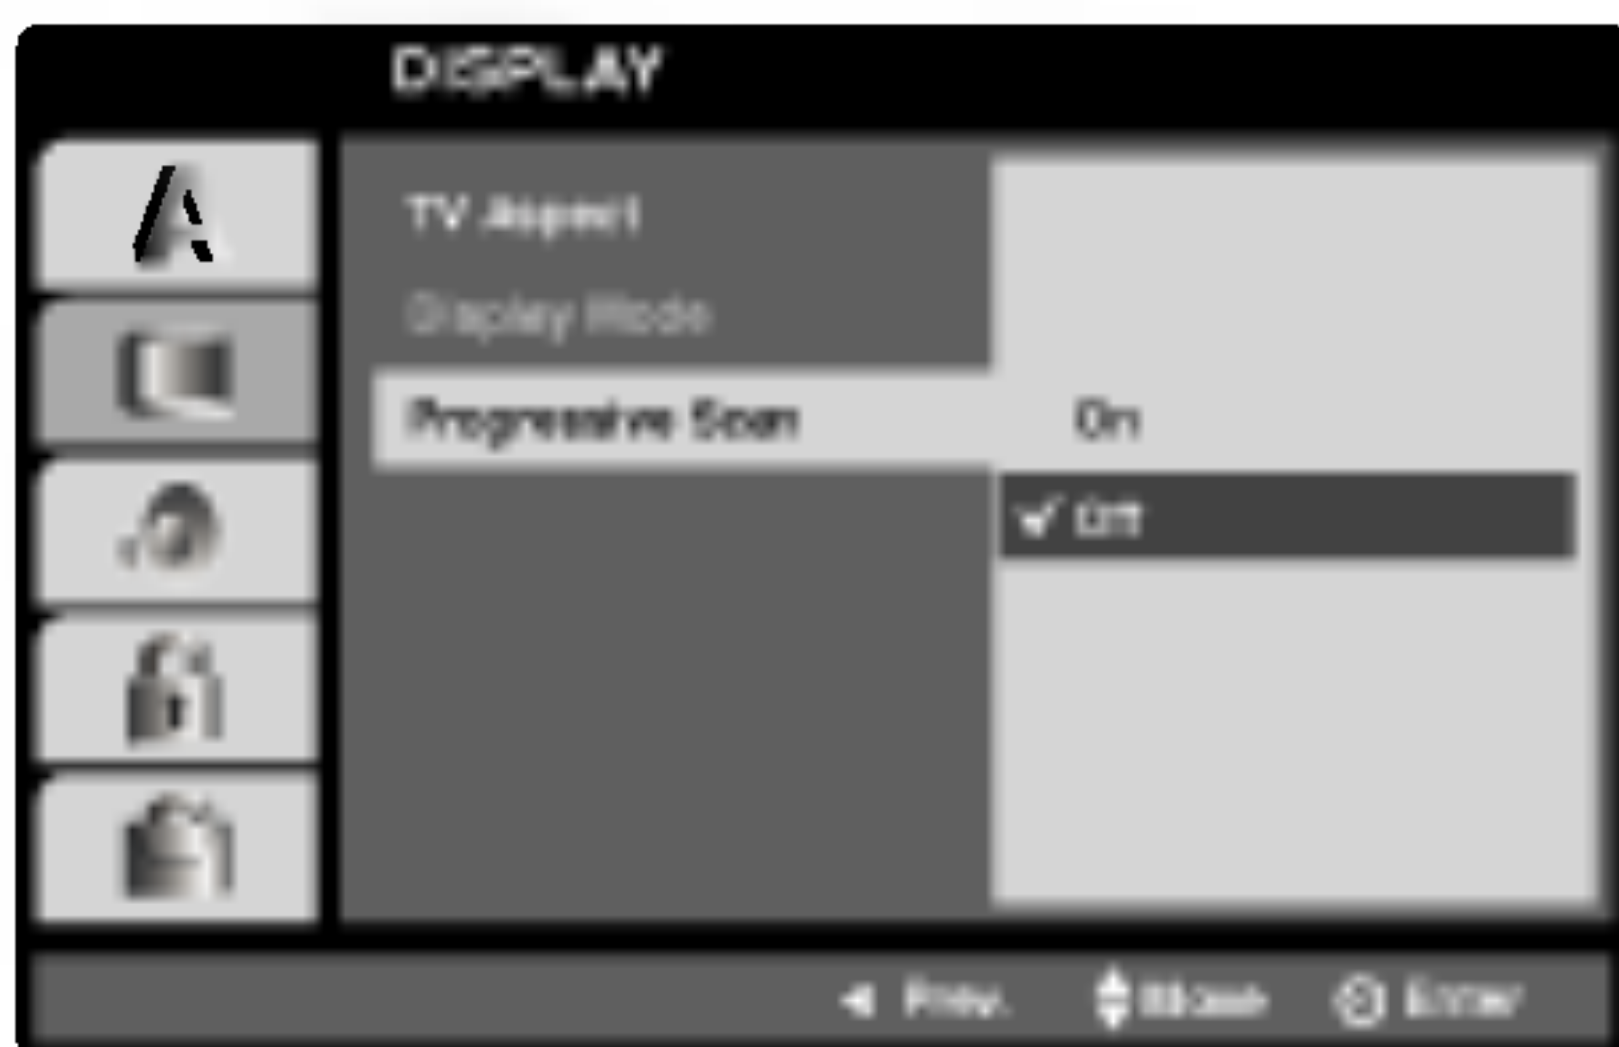 DISPLAY
A
TV Aspect
Display Mode
Progressive Scan On
✓ Off
◄ Prev. Move Enter